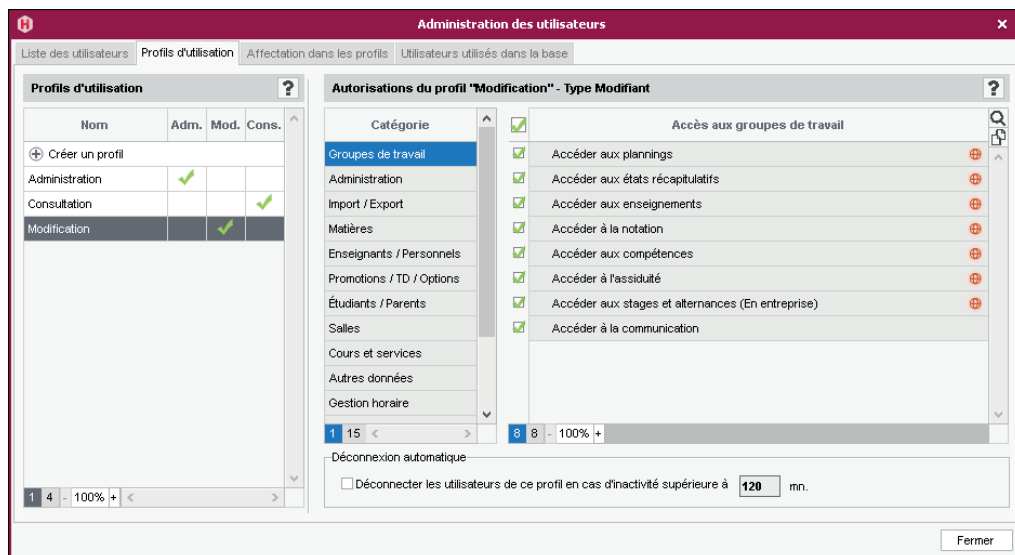 Administration des utilisateurs
Liste des utilisateurs Profils d'utilisation Affectation dans les profils Utilisateurs utilisés dans la base
Profils d'utilisation ?
Nom Adm. Mod. Cons.
Créer un profil
Administration
Consultation
Modification
1 4 - 100% + < >
Autorisations du profil "Modification" - Type Modifiant ?
Catégorie
Groupes de travail
Administration
Import / Export
Matières
Enseignants / Personnels
Promotions / TD / Options
Étudiants / Parents
Salles
Cours et services
Autres données
Gestion horaire
1 15 < >
Accès aux groupes de travail
Accéder aux plannings
Accéder aux états récapitulatifs
Accéder aux enseignements
Accéder à la notation
Accéder aux compétences
Accéder à l'assiduité
Accéder aux stages et alternances (En entreprise)
Accéder à la communication
8 8 - 100% +
Déconnexion automatique
Déconnecter les utilisateurs de ce profil en cas d'inactivité supérieure à 120 mn.
Fermer